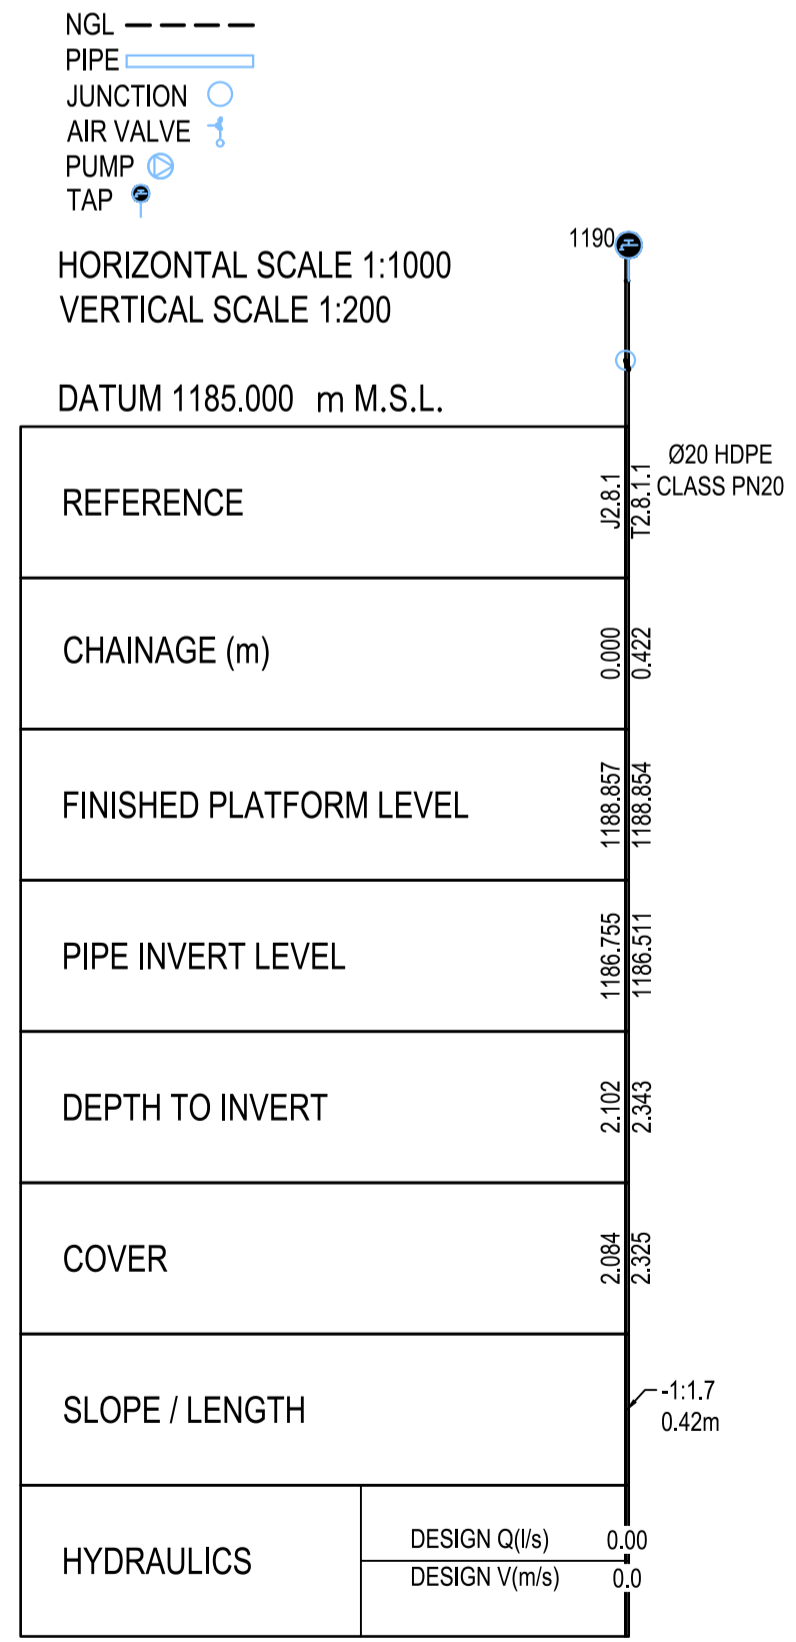 NGL
PIPE
JUNCTION
AIR VALVE
PUMP
TAP
HORIZONTAL SCALE 1:1000
VERTICAL SCALE 1:200
1190
DATUM 1185.000 m M.S.L.
REFERENCE
J2.8.1
T2.8.1.1
Ø20 HDPE
CLASS PN20
CHAINAGE (m)
0.000
0.422
FINISHED PLATFORM LEVEL
1188.857
1188.854
PIPE INVERT LEVEL
1186.755
1186.511
DEPTH TO INVERT
2.102
2.343
COVER
2.084
2.325
SLOPE / LENGTH
-1:1.7
0.42m
HYDRAULICS
DESIGN Q(l/s) 0.00
DESIGN V(m/s) 0.0